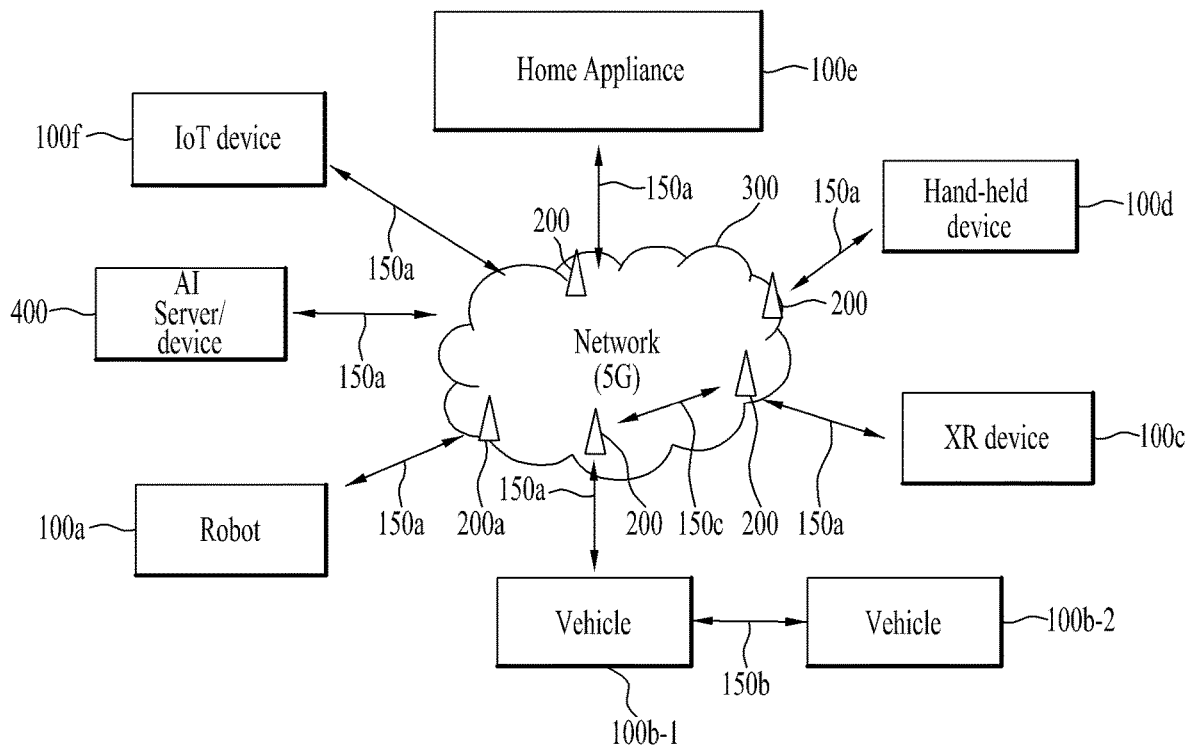 Home Appliance
100e
100f
IoT device
150a
300
150a
Hand-held
device
100d
200
150a
400
AI
Server/
device
150a
200
Network
(5G)
XR device
100c
150a
100a
Robot
150a
200a
200
150c
200
150a
Vehicle
150b
Vehicle
100b-2
100b-1